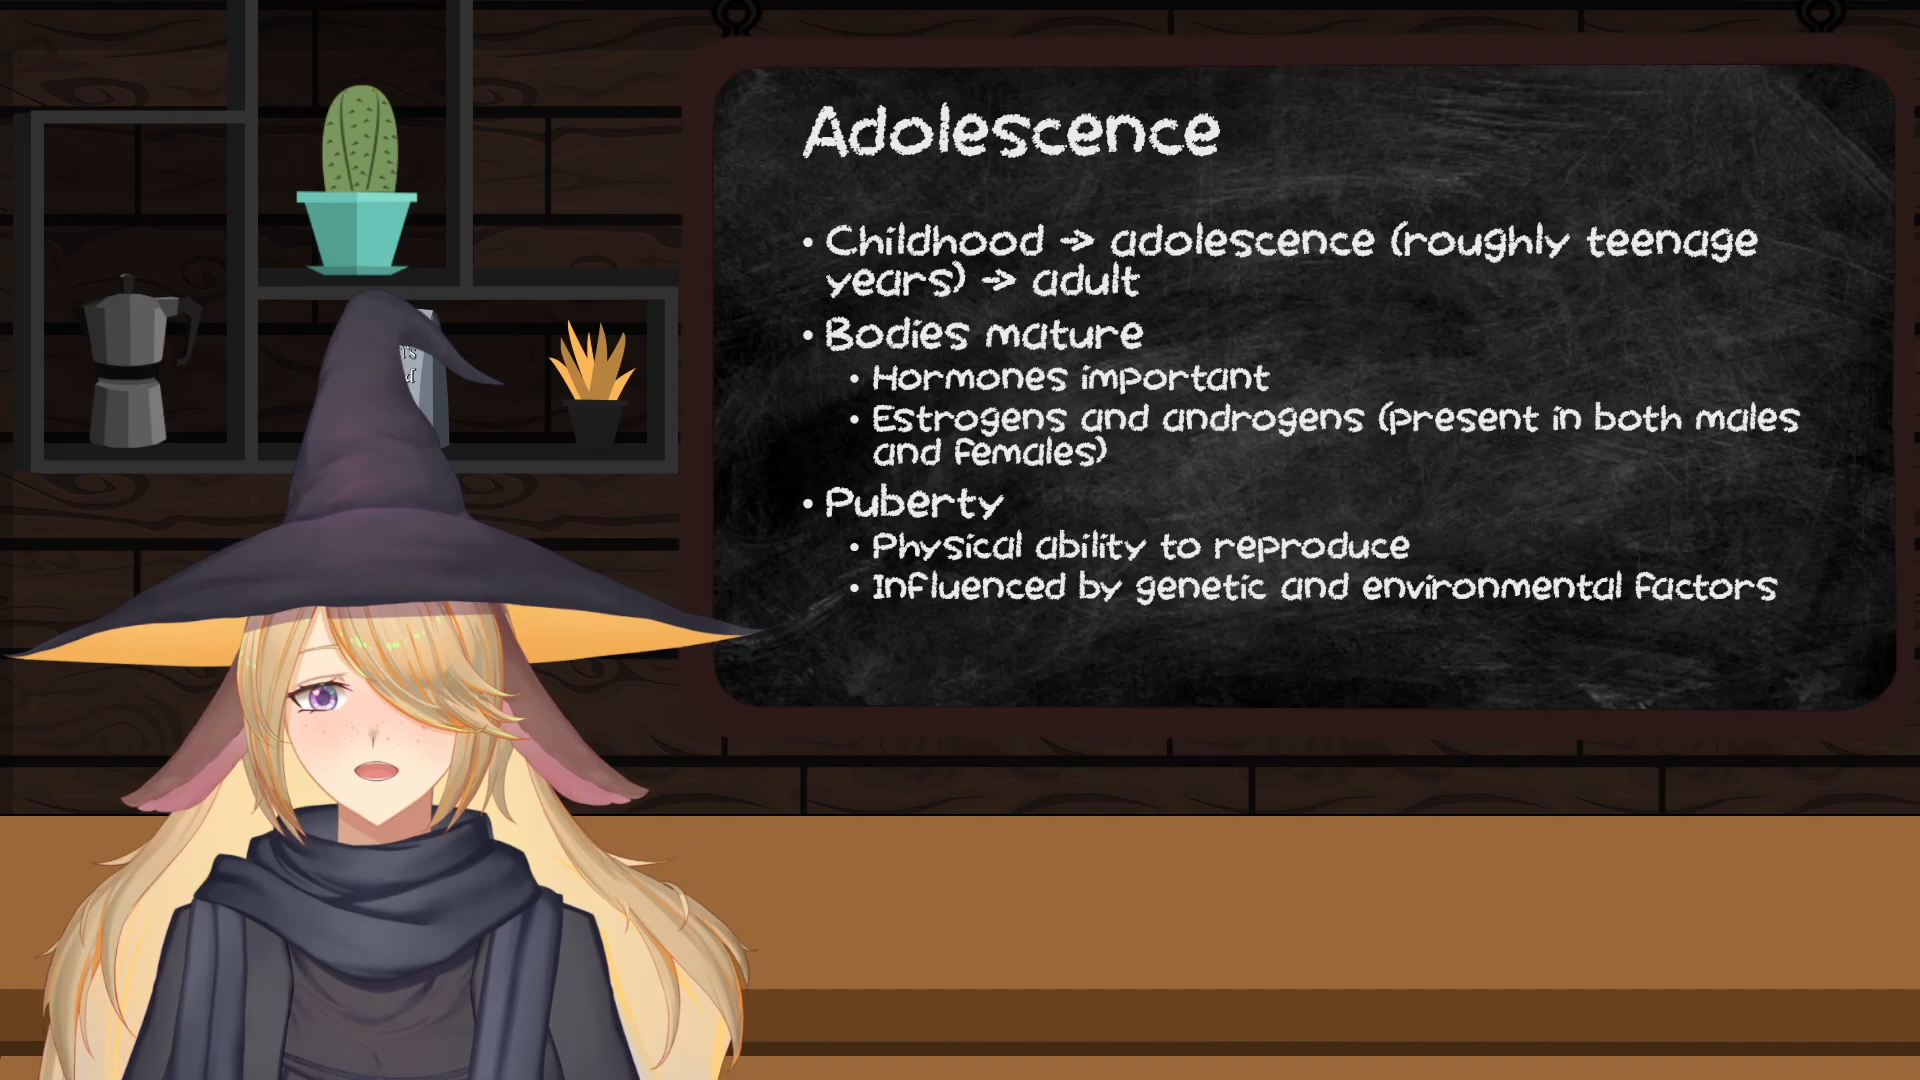 Adolescence
• Childhood → adolescence (roughly teenage
years) → adult
• Bodies mature
• Hormones important
• Estrogens and androgens (present in both males
and females)
• Puberty
• Physical ability to reproduce
• Influenced by genetic and environmental factors